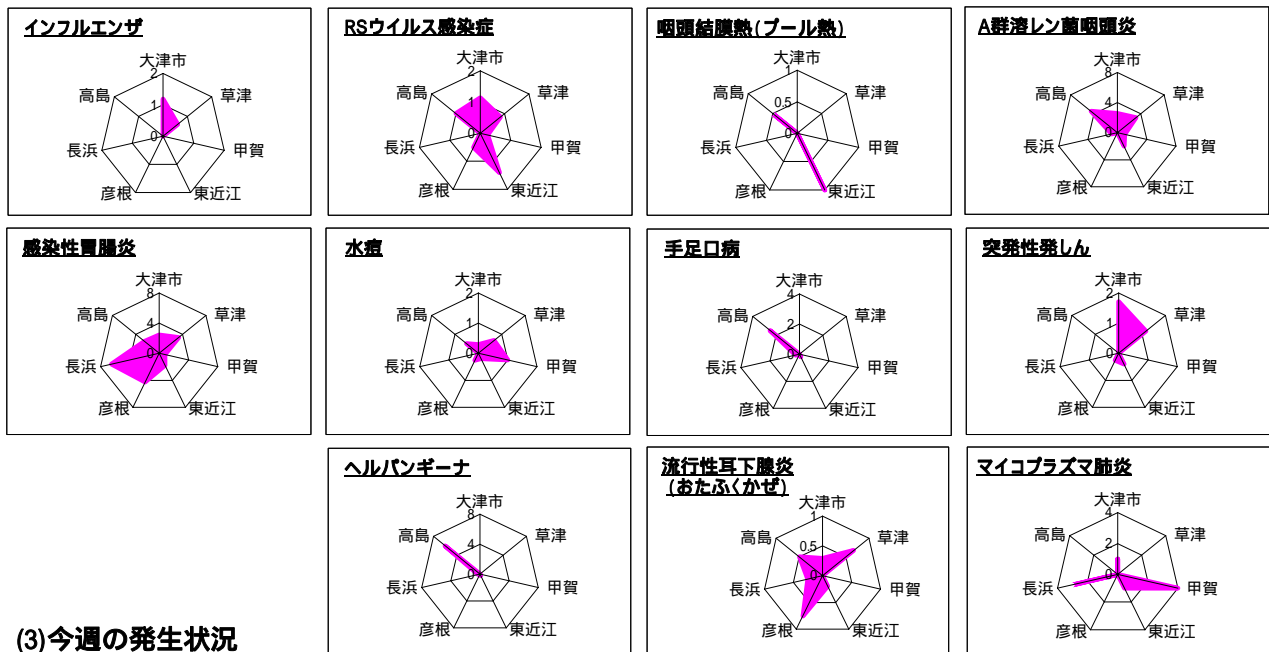 インフルエンザ
大津市
2
1
0
草津
甲賀
東近江
彦根
長浜
高島
RSウイルス感染症
大津市
2
1
0
草津
甲賀
東近江
彦根
長浜
高島
咽頭結膜熱(プール熱)
大津市
1
0.5
0
草津
甲賀
東近江
彦根
長浜
高島
A群溶レン菌咽頭炎
大津市
8
4
0
草津
甲賀
東近江
彦根
長浜
高島
感染性胃腸炎
大津市
8
4
0
草津
甲賀
東近江
彦根
長浜
高島
水痘
大津市
2
1
0
草津
甲賀
東近江
彦根
長浜
高島
手足口病
大津市
4
2
0
草津
甲賀
東近江
彦根
長浜
高島
突発性発しん
大津市
2
1
0
草津
甲賀
東近江
彦根
長浜
高島
ヘルパンギーナ
大津市
8
4
0
草津
甲賀
東近江
彦根
長浜
高島
流行性耳下腺炎
(おたふくかぜ)
大津市
1
0.5
0
草津
甲賀
東近江
彦根
長浜
高島
マイコプラズマ肺炎
大津市
4
2
0
草津
甲賀
東近江
彦根
長浜
高島
(3)今週の発生状況